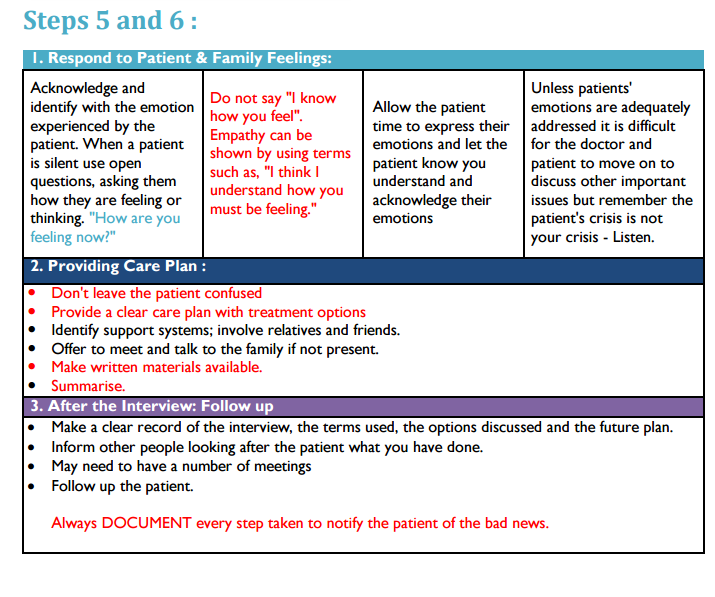 Steps 5 and 6 :
1. Respond to Patient & Family Feelings:
Acknowledge and
identify with the emotion
experienced by the
patient. When a patient
is silent use open
questions, asking them
how they are feeling or
thinking. "How are you
feeling now?"
Do not say "I know
how you feel".
Empathy can be
shown by using terms
such as, "I think I
understand how you
must be feeling."
Allow the patient
time to express their
emotions and let the
patient know you
understand and
acknowledge their
emotions
Unless patients'
emotions are adequately
addressed it is difficult
for the doctor and
patient to move on to
discuss other important
issues but remember the
patient's crisis is not
your crisis - Listen.
2. Providing Care Plan :
• Don't leave the patient confused
• Provide a clear care plan with treatment options
• Identify support systems; involve relatives and friends.
• Offer to meet and talk to the family if not present.
• Make written materials available.
• Summarise.
3. After the Interview: Follow up
• Make a clear record of the interview, the terms used, the options discussed and the future plan.
• Inform other people looking after the patient what you have done.
• May need to have a number of meetings
• Follow up the patient.
Always DOCUMENT every step taken to notify the patient of the bad news.